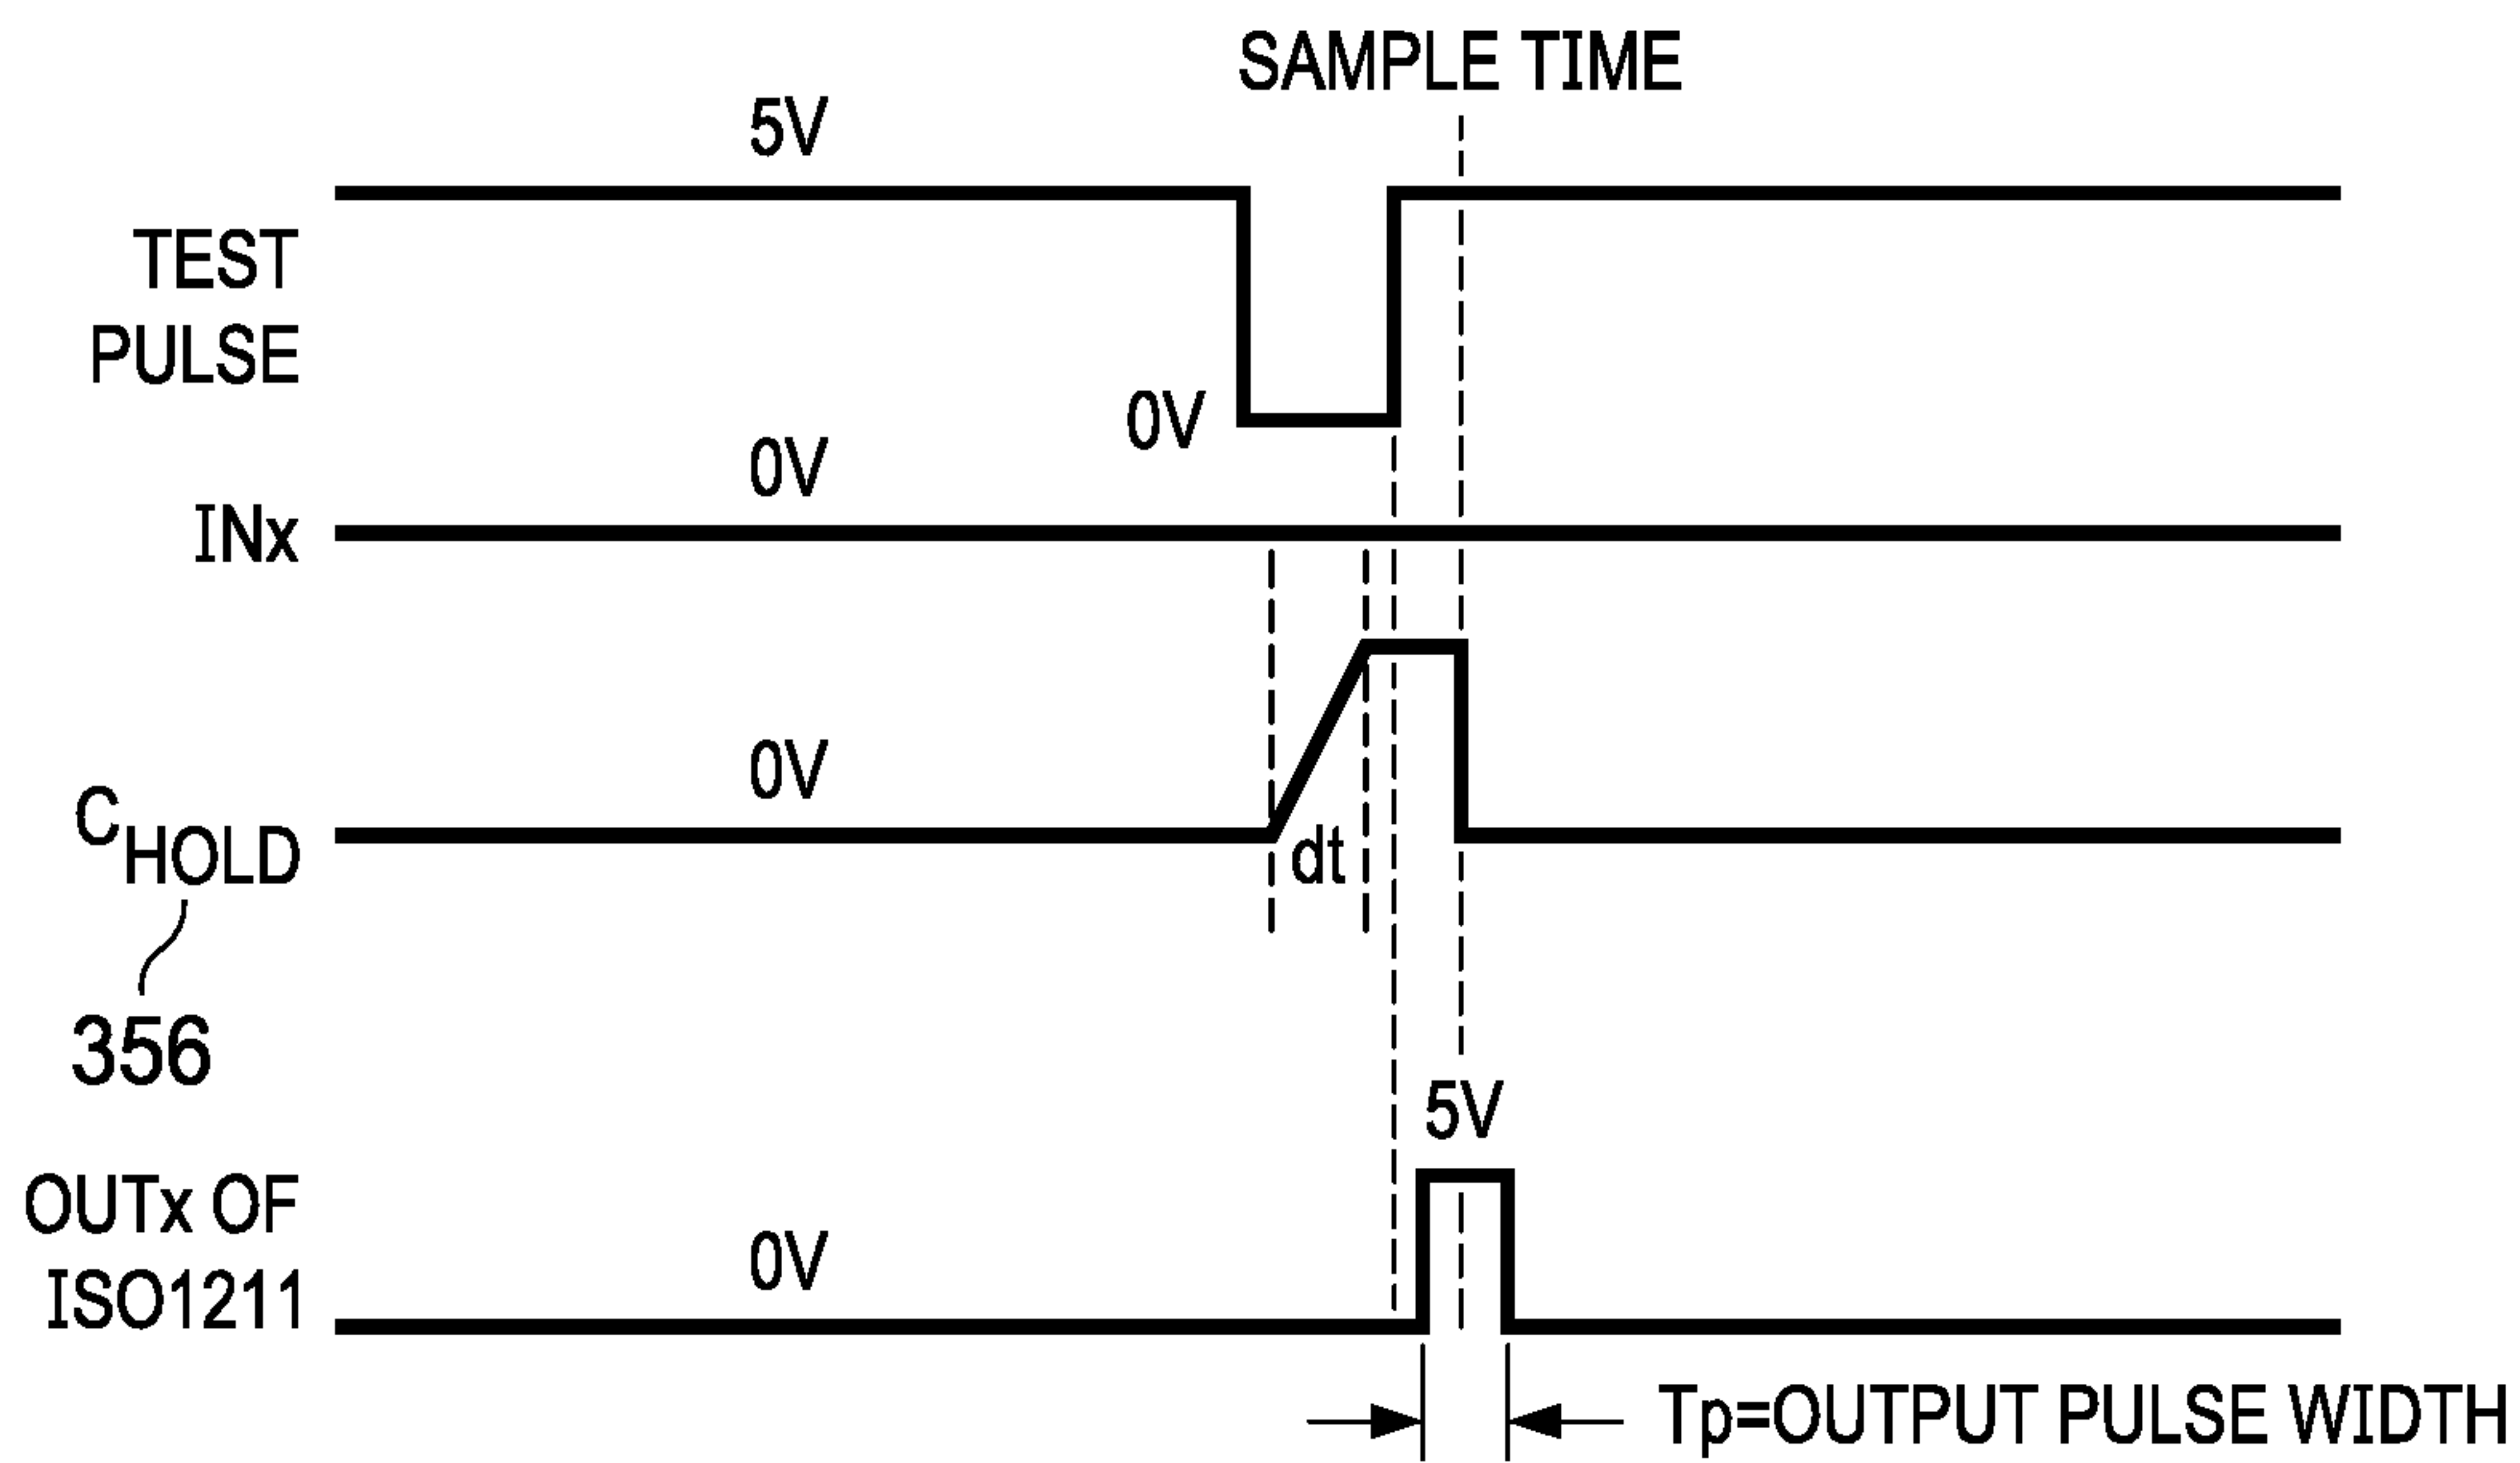 SAMPLE TIME
5V
TEST
PULSE
0V
0V
INx
0V
CHOLD
dt
356
5V
OUTx OF
ISO1211
0V
Tp=OUTPUT PULSE WIDTH